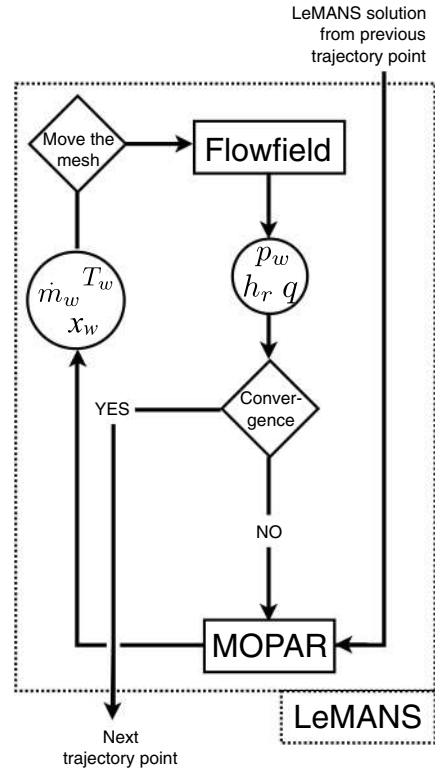 LeMANS solution
from previous
trajectory point
Move the
mesh
Flowfield
p_w
h_r q
ṁ_w T_w
x_w
YES
Conver-
gence
NO
MOPAR
LeMANS
Next
trajectory point